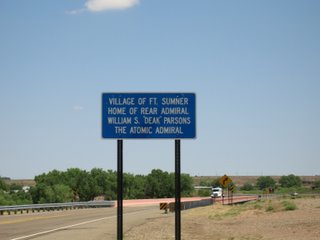 VILLAGE OF FT. SUMNER
HOME OF REAR ADMIRAL
WILLIAM S. "DEAK" PARSONS
THE ATOMIC ADMIRAL